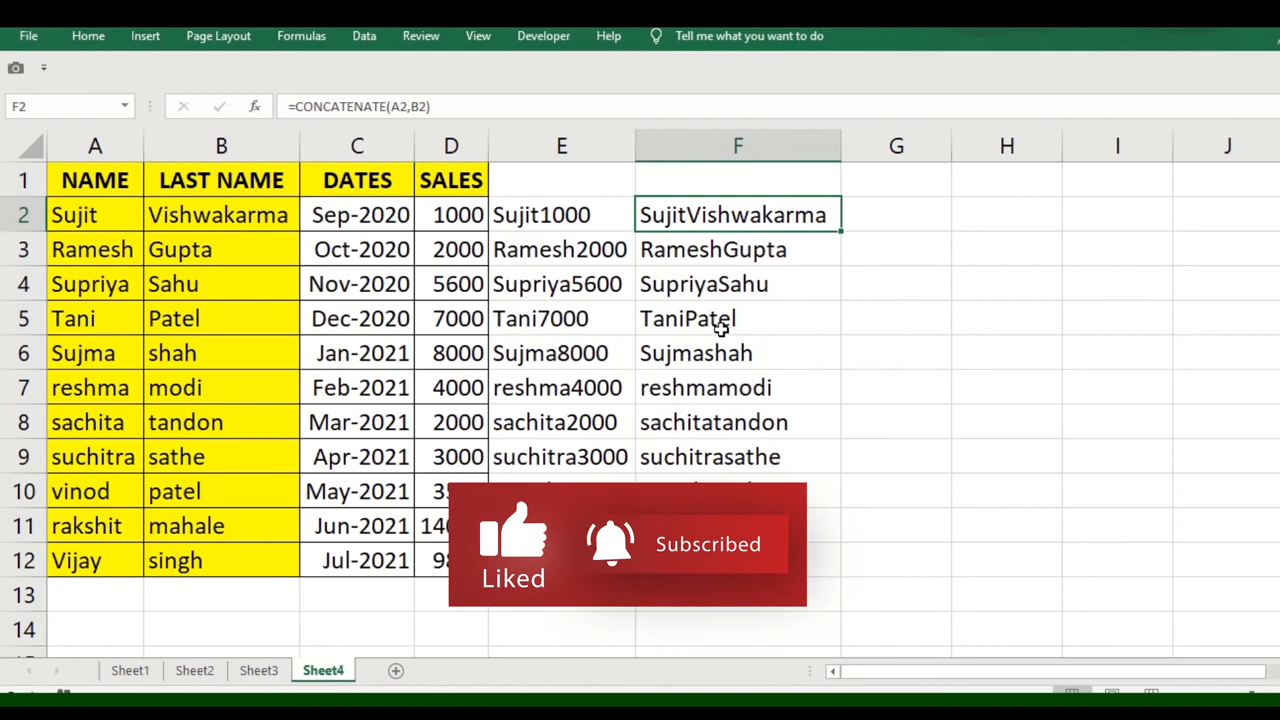 File Home Insert Page Layout Formulas Data Review View Developer Help Tell me what you want to do
F2 fx =CONCATENATE(A2,B2)
A B C D E F G H I J
1 NAME LAST NAME DATES SALES
2 Sujit Vishwakarma Sep-2020 1000 Sujit1000 SujitVishwakarma
3 Ramesh Gupta Oct-2020 2000 Ramesh2000 RameshGupta
4 Supriya Sahu Nov-2020 5600 Supriya5600 SupriyaSahu
5 Tani Patel Dec-2020 7000 Tani7000 TaniPatel
6 Sujma shah Jan-2021 8000 Sujma8000 Sujmashah
7 reshma modi Feb-2021 4000 reshma4000 reshmamodi
8 sachita tandon Mar-2021 2000 sachita2000 sachitatandon
9 suchitra sathe Apr-2021 3000 suchitra3000 suchitrasathe
10 vinod patel May-2021
11 rakshit mahale Jun-2021
12 Vijay singh Jul-2021
13
14
Liked Subscribed
Sheet1 Sheet2 Sheet3 Sheet4